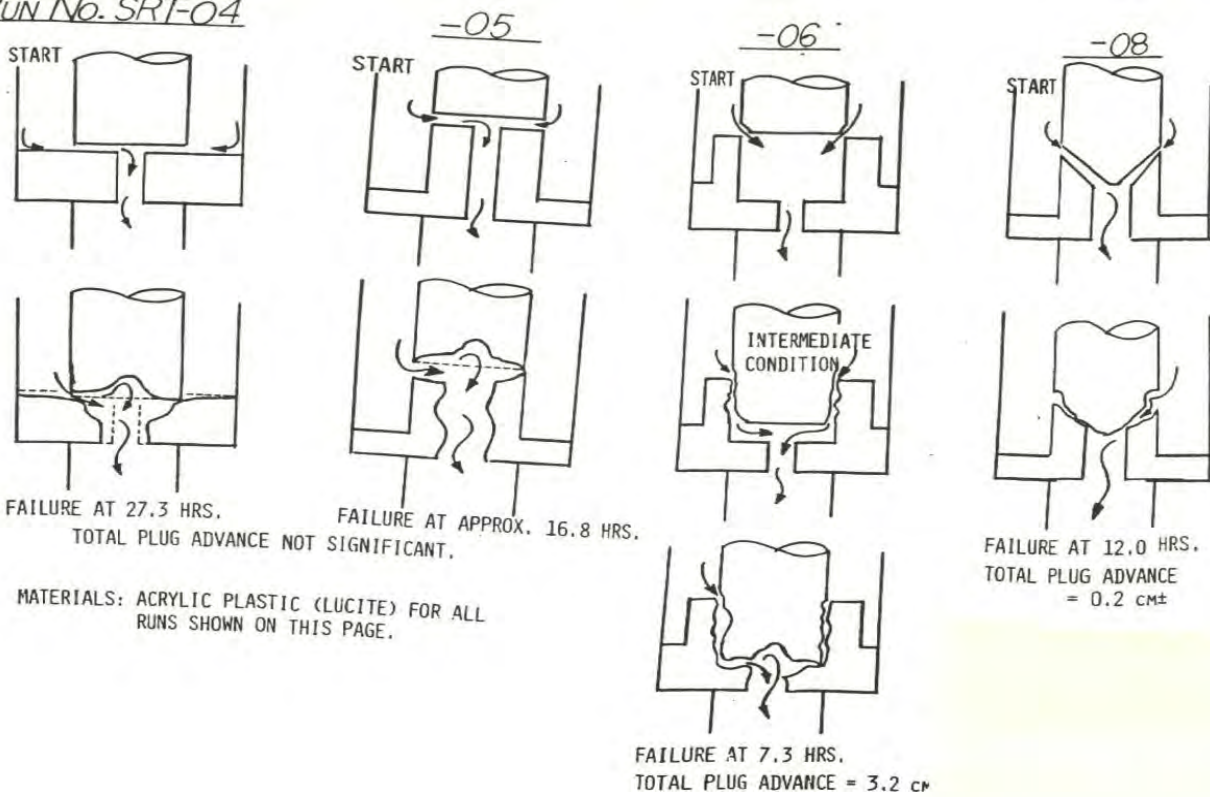 RUN NO. SRT-04
START
FAILURE AT 27.3 HRS.
-05
START
FAILURE AT APPROX. 16.8 HRS.
TOTAL PLUG ADVANCE NOT SIGNIFICANT.
MATERIALS: ACRYLIC PLASTIC (LUCITE) FOR ALL
RUNS SHOWN ON THIS PAGE.
-06
START
INTERMEDIATE
CONDITION
FAILURE AT 7.3 HRS.
TOTAL PLUG ADVANCE = 3.2 CM
-08
START
FAILURE AT 12.0 HRS.
TOTAL PLUG ADVANCE
= 0.2 CM±